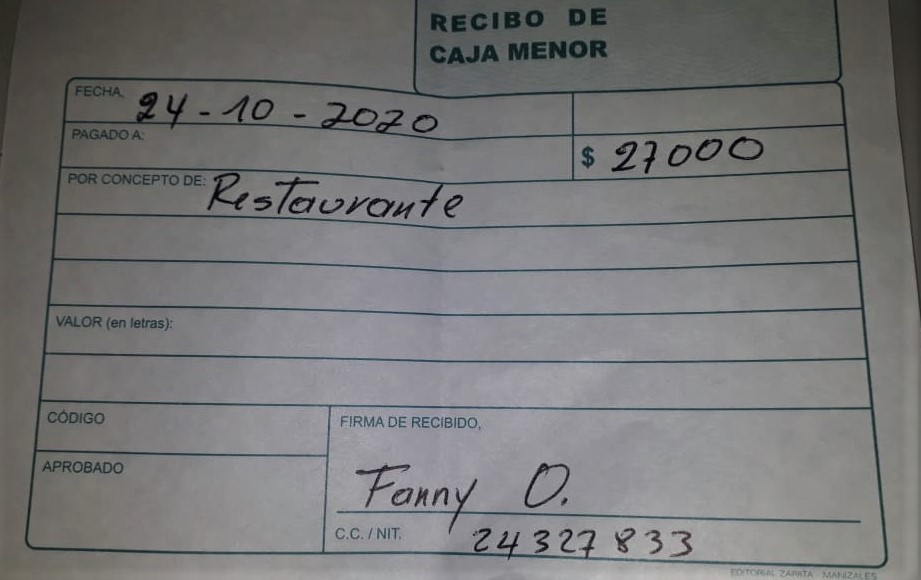 RECIBO DE
CAJA MENOR
FECHA, 24-10-2020
PAGADO A:
$ 27000
POR CONCEPTO DE: Restaurante
VALOR (en letras):
CÓDIGO
FIRMA DE RECIBIDO,
APROBADO
Fanny O.
C.C. / NIT. 24327833
EDITORIAL ZAPATA - MANIZALES